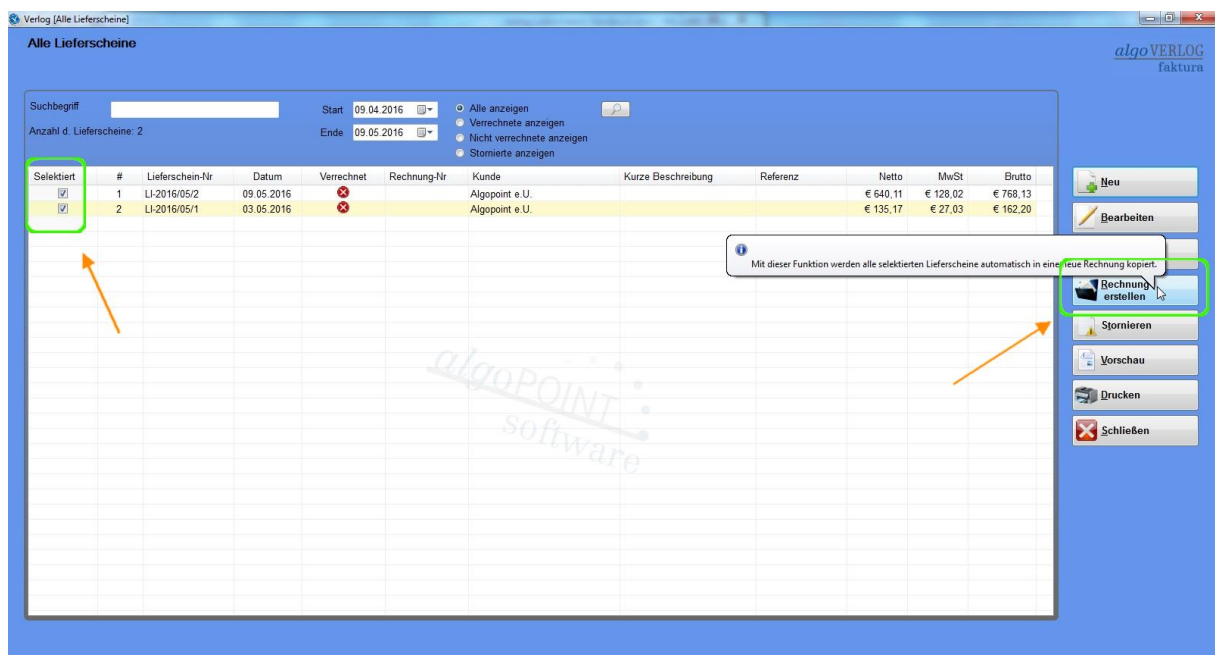 Verlog [Alle Lieferscheine]
Alle Lieferscheine
algoVERLOG
faktura
Suchbegriff
Start 09.04.2016
Alle anzeigen
Verrechnete anzeigen
Anzahl d. Lieferscheine: 2
Ende 09.05.2016
Nicht verrechnete anzeigen
Stornierte anzeigen
Selektiert # Lieferschein-Nr Datum Verrechnet Rechnung-Nr Kunde Kurze Beschreibung Referenz Netto MwSt Brutto
1 LI-2016/05/2 09.05.2016 Algopoint e.U. € 640,11 € 128,02 € 768,13
2 LI-2016/05/1 03.05.2016 Algopoint e.U. € 135,17 € 27,03 € 162,20
Neu
Bearbeiten
Mit dieser Funktion werden alle selektierten Lieferscheine automatisch in eine neue Rechnung kopiert.
Rechnung
erstellen
Stornieren
Vorschau
Drucken
Schließen
algoPOINT
software